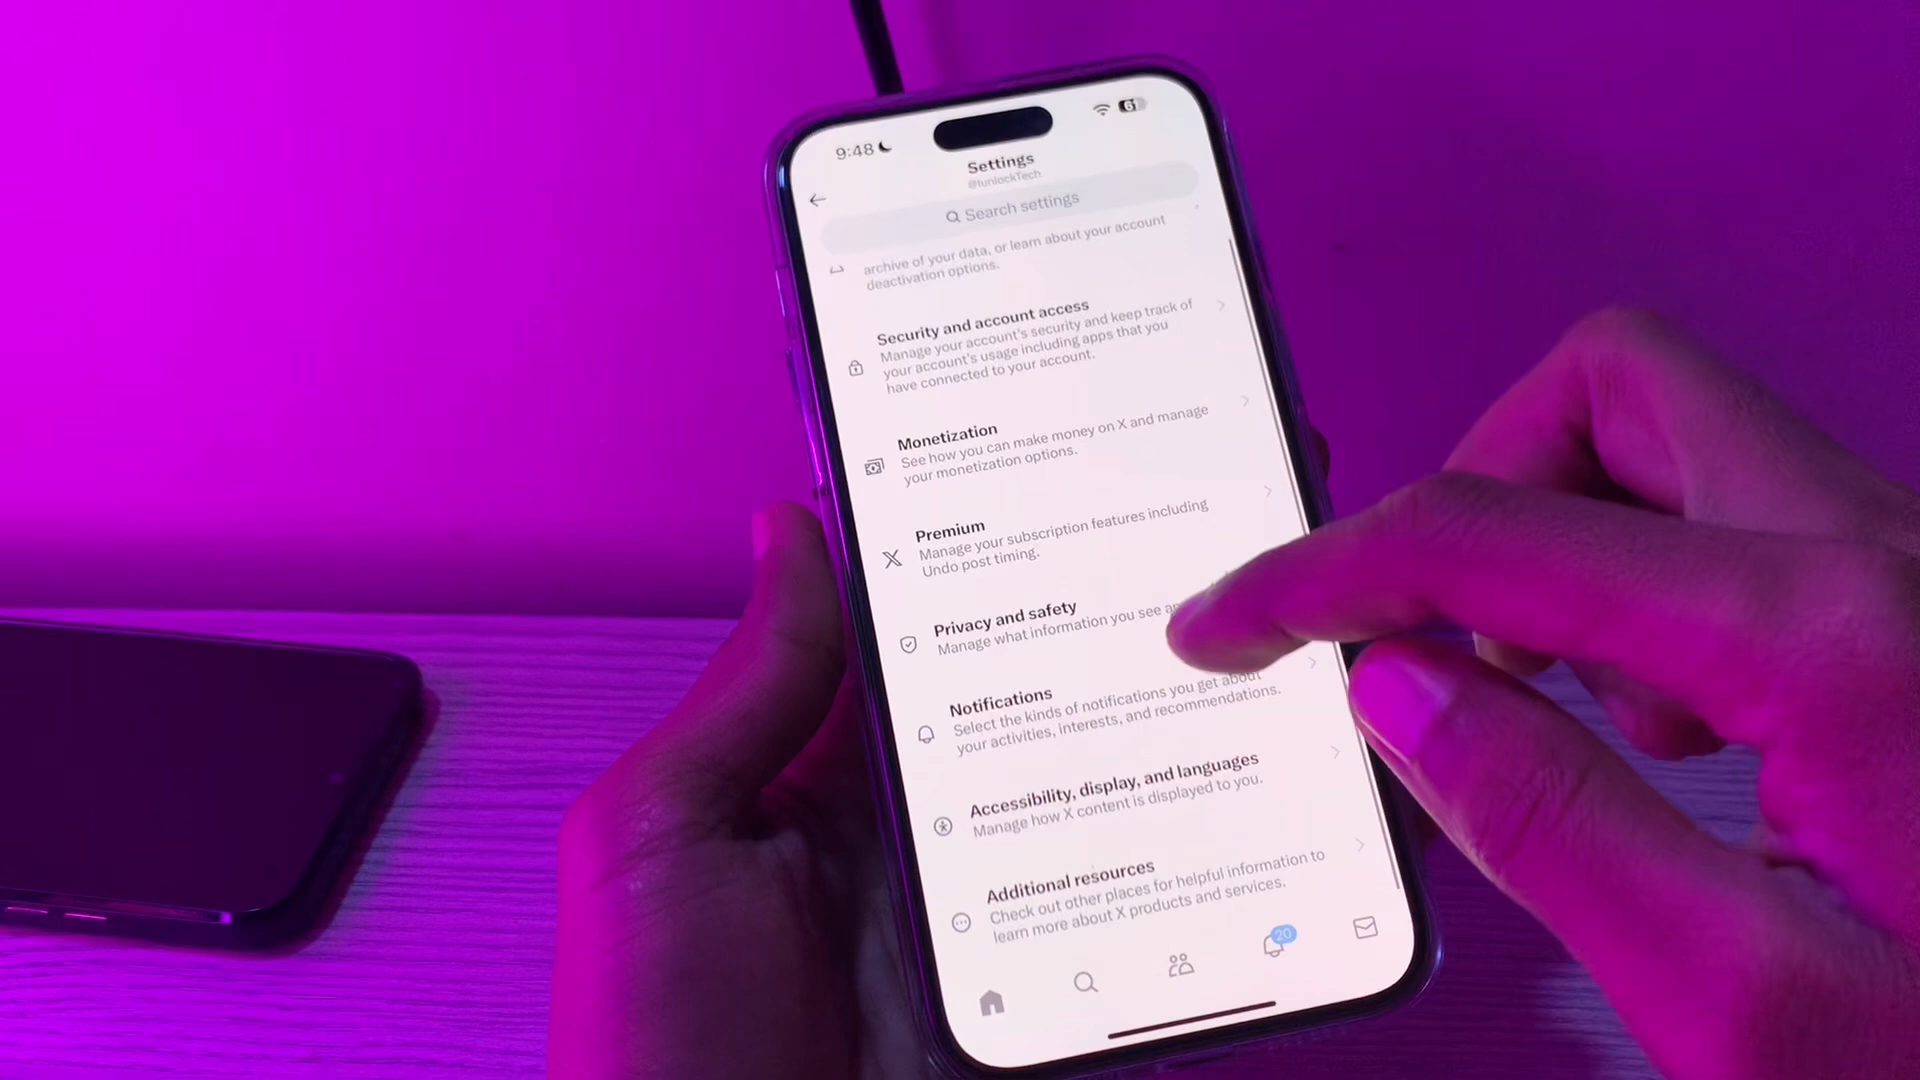 9:48
61
Settings
@1unlockTech
Search settings
archive of your data, or learn about your account
deactivation options.
Security and account access
Manage your account's security and keep track of
your account's usage including apps that you
have connected to your account.
Monetization
See how you can make money on X and manage
your monetization options.
Premium
Manage your subscription features including
Undo post timing.
Privacy and safety
Manage what information you see
Notifications
Select the kinds of notifications you get about
your activities, interests, and recommendations.
Accessibility, display, and languages
Manage how X content is displayed to you.
Additional resources
Check out other places for helpful information to
learn more about X products and services.
20